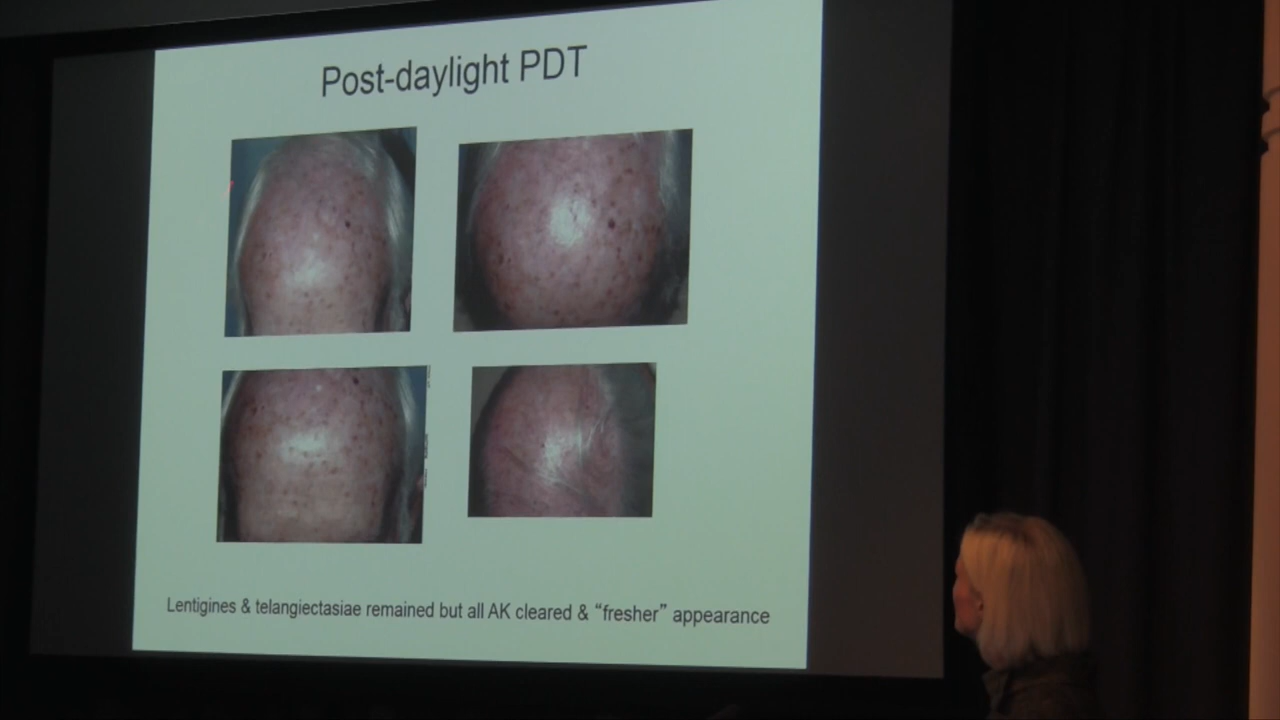 Post-daylight PDT
Lentigines & telangiectasiae remained but all AK cleared & “fresher” appearance